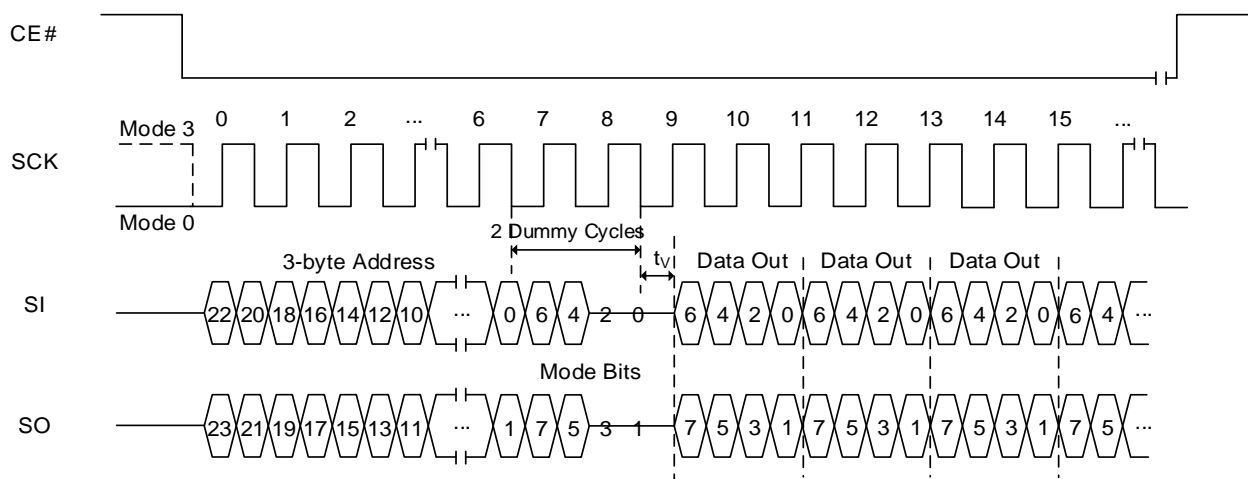 CE#
0 1 2 ... 6 7 8 9 10 11 12 13 14 15 ...
Mode 3
SCK
Mode 0
2 Dummy Cycles
3-byte Address
tV
Data Out Data Out Data Out
SI
22 20 18 16 14 12 10 ... 0 6 4 2 0 6 4 2 0 6 4 2 0 6 4 2 0 6 4 ...
Mode Bits
SO
23 21 19 17 15 13 11 ... 1 7 5 3 1 7 5 3 1 7 5 3 1 7 5 3 1 7 5 ...